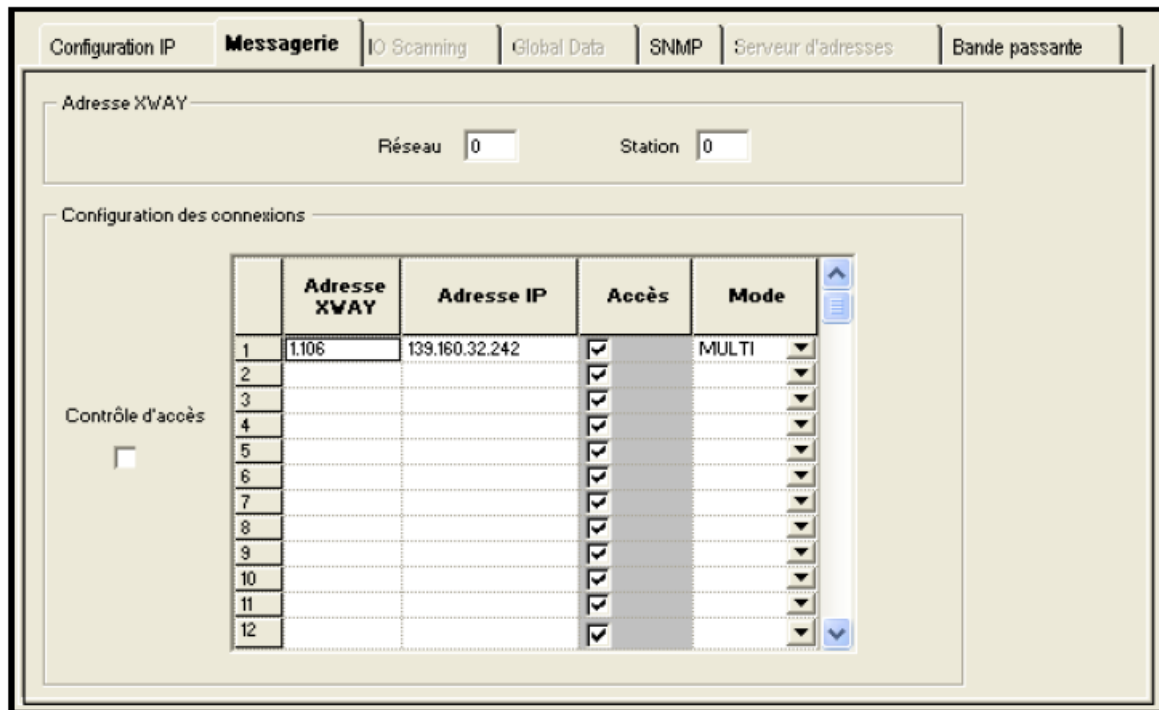 Configuration IP Messagerie IO Scanning Global Data SNMP Serveur d'adresses Bande passante
Adresse XWAY
Réseau 0 Station 0
Configuration des connexions
Adresse XWAY Adresse IP Accès Mode
1 1.106 139.160.32.242 MULTI
2
3
4
Contrôle d'accès
5
6
7
8
9
10
11
12